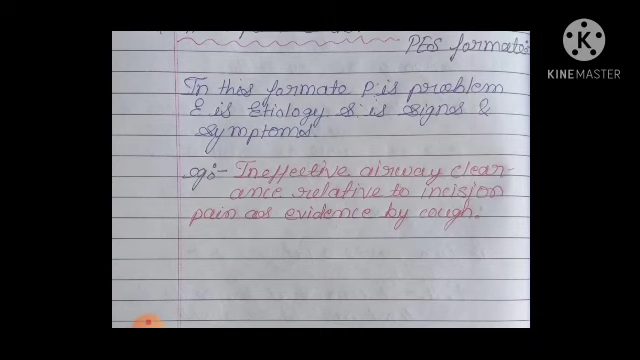 PES formate:
In this formate P is problem
E is Etiology S is Signs &
Symptoms.
eg:- Ineffective airway clear-
ance relative to incision
pain as evidence by cough.
KINEMASTER